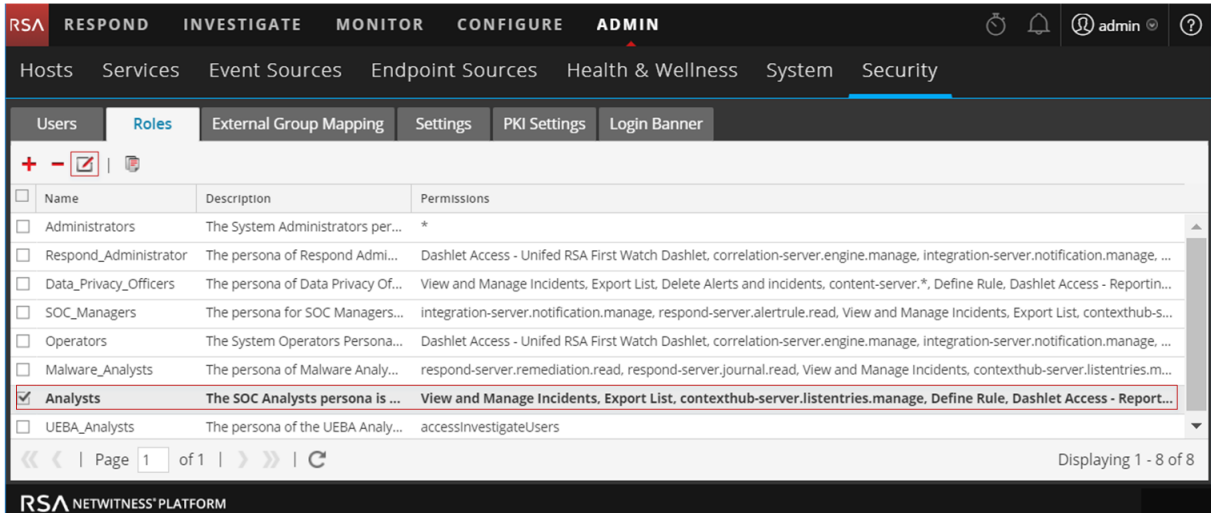 RSA RESPOND INVESTIGATE MONITOR CONFIGURE ADMIN admin ?
Hosts Services Event Sources Endpoint Sources Health & Wellness System Security
Users Roles External Group Mapping Settings PKI Settings Login Banner
Name Description Permissions
Administrators The System Administrators per... *
Respond_Administrator The persona of Respond Admi... Dashlet Access - Unifed RSA First Watch Dashlet, correlation-server.engine.manage, integration-server.notification.manage, ...
Data_Privacy_Officers The persona of Data Privacy Of... View and Manage Incidents, Export List, Delete Alerts and incidents, content-server.*, Define Rule, Dashlet Access - Reportin...
SOC_Managers The persona for SOC Managers... integration-server.notification.manage, respond-server.alertrule.read, View and Manage Incidents, Export List, contexthub-s...
Operators The System Operators Persona... Dashlet Access - Unifed RSA First Watch Dashlet, correlation-server.engine.manage, integration-server.notification.manage, ...
Malware_Analysts The persona of Malware Analy... respond-server.remediation.read, respond-server.journal.read, View and Manage Incidents, contexthub-server.listentries.m...
Analysts The SOC Analysts persona is ... View and Manage Incidents, Export List, contexthub-server.listentries.manage, Define Rule, Dashlet Access - Report...
UEBA_Analysts The persona of the UEBA Analy... accessInvestigateUsers
Page 1 of 1 Displaying 1 - 8 of 8
RSA NETWITNESS® PLATFORM